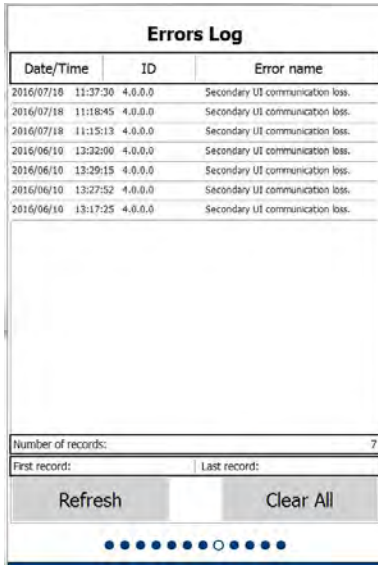 Errors Log
Date/Time ID Error name
2016/07/18 11:37:30 4.0.0.0 Secondary UI communication loss.
2016/07/18 11:18:45 4.0.0.0 Secondary UI communication loss.
2016/07/18 11:15:13 4.0.0.0 Secondary UI communication loss.
2016/06/10 13:32:00 4.0.0.0 Secondary UI communication loss.
2016/06/10 13:29:15 4.0.0.0 Secondary UI communication loss.
2016/06/10 13:27:52 4.0.0.0 Secondary UI communication loss.
2016/06/10 13:17:25 4.0.0.0 Secondary UI communication loss.
Number of records: 7
First record: Last record:
Refresh Clear All